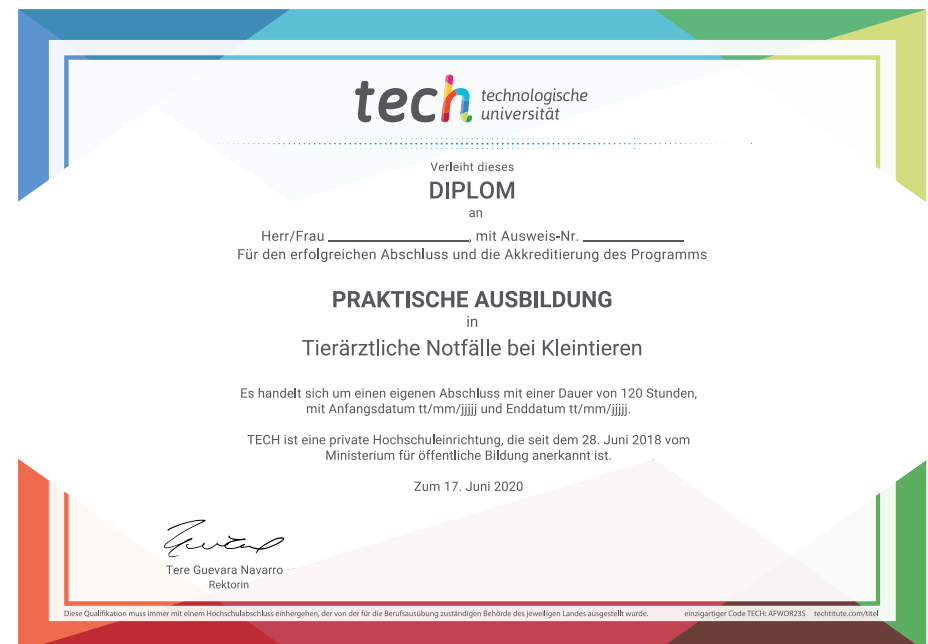 tech technologische
universität
Verleiht dieses
DIPLOM
an
Herr/Frau ____________________, mit Ausweis-Nr. ______________
Für den erfolgreichen Abschluss und die Akkreditierung des Programms
PRAKTISCHE AUSBILDUNG
in
Tierärztliche Notfälle bei Kleintieren
Es handelt sich um einen eigenen Abschluss mit einer Dauer von 120 Stunden,
mit Anfangsdatum tt/mm/jjjjj und Enddatum tt/mm/jjjjj.
TECH ist eine private Hochschuleinrichtung, die seit dem 28. Juni 2018 vom
Ministerium für öffentliche Bildung anerkannt ist.
Zum 17. Juni 2020
Tere Guevara Navarro
Rektorin
Diese Qualifikation muss immer mit einem Hochschulabschluss einhergehen, der von der für die Berufsausübung zuständigen Behörde des jeweiligen Landes ausgestellt wurde. einzigartiger Code TECH: AFWOR23S techtitute.com/titel